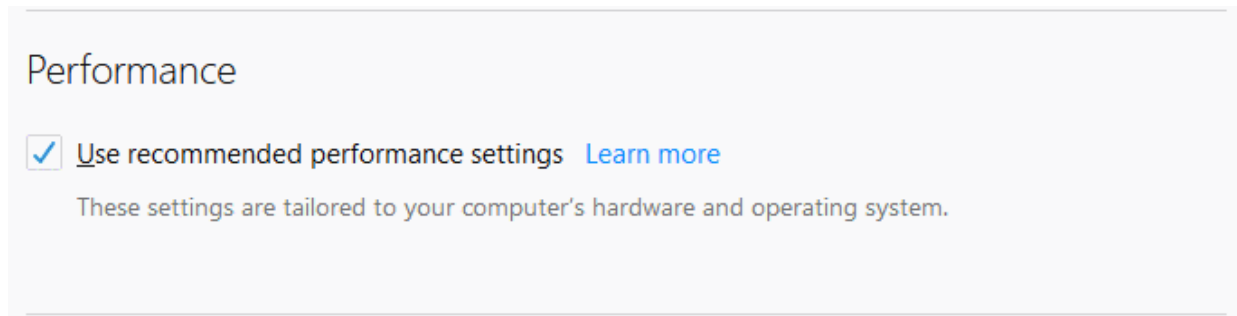 Performance
Use recommended performance settings Learn more
These settings are tailored to your computer's hardware and operating system.